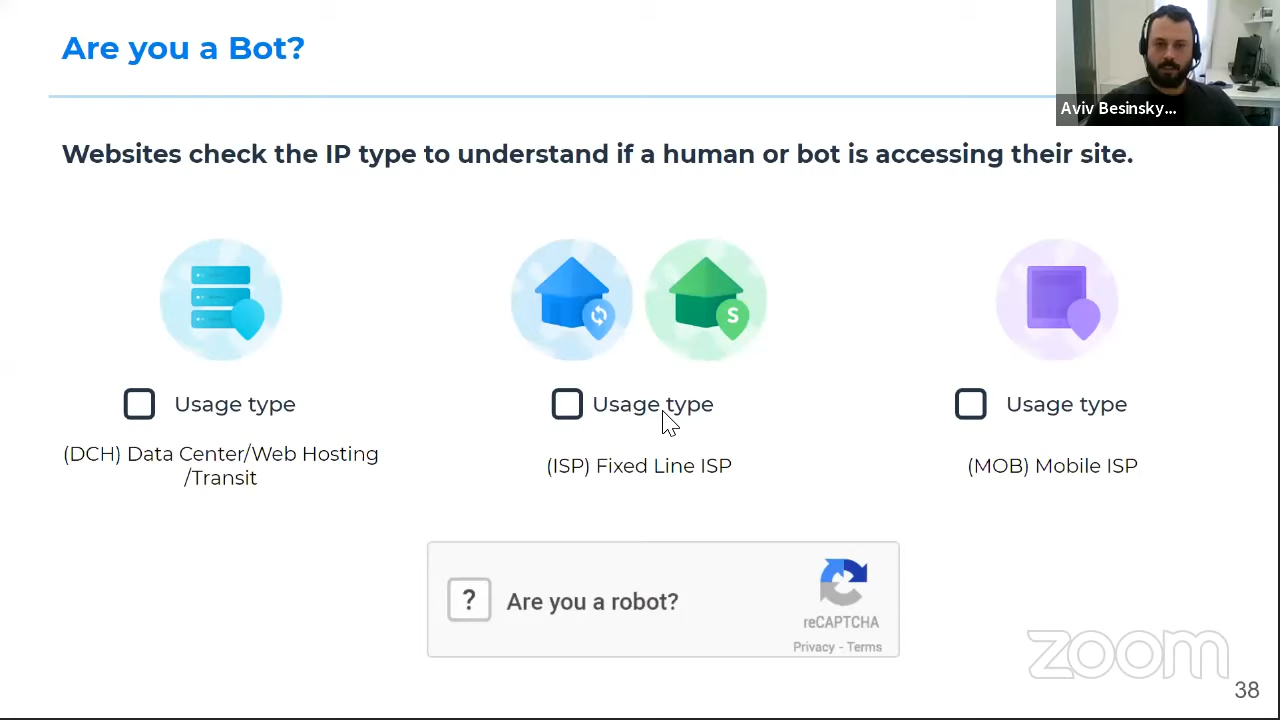 Are you a Bot?
Aviv Besinsky...
Websites check the IP type to understand if a human or bot is accessing their site.
S
Usage type
(DCH) Data Center/Web Hosting
/Transit
Usage type
(ISP) Fixed Line ISP
Usage type
(MOB) Mobile ISP
? Are you a robot?
reCAPTCHA
Privacy - Terms
zoom
38